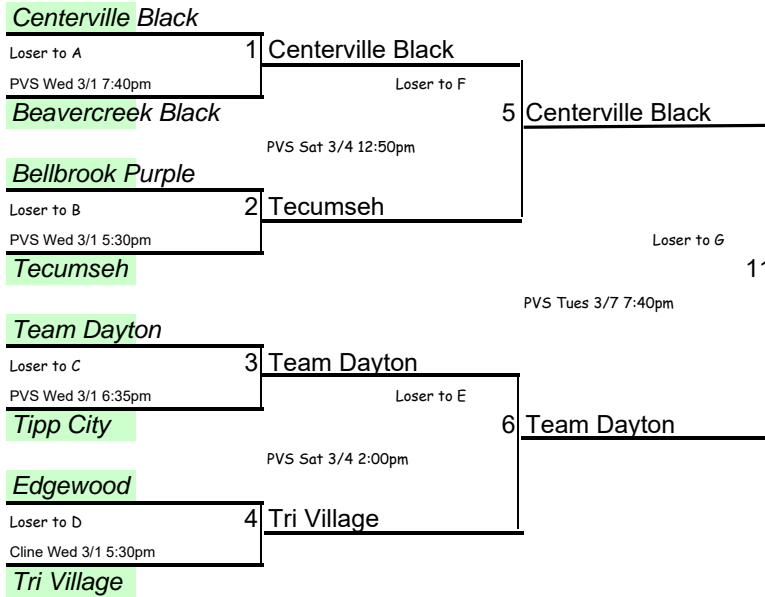 Centerville Black
Loser to A
1
Centerville Black
PVS Wed 3/1 7:40pm
Loser to F
Beavercreek Black
5
Centerville Black
PVS Sat 3/4 12:50pm
Bellbrook Purple
Loser to B
2
Tecumseh
PVS Wed 3/1 5:30pm
Loser to G
Tecumseh
11
PVS Tues 3/7 7:40pm
Team Dayton
Loser to C
3
Team Dayton
PVS Wed 3/1 6:35pm
Loser to E
Tipp City
6
Team Dayton
PVS Sat 3/4 2:00pm
Edgewood
Loser to D
4
Tri Village
Cline Wed 3/1 5:30pm
Tri Village